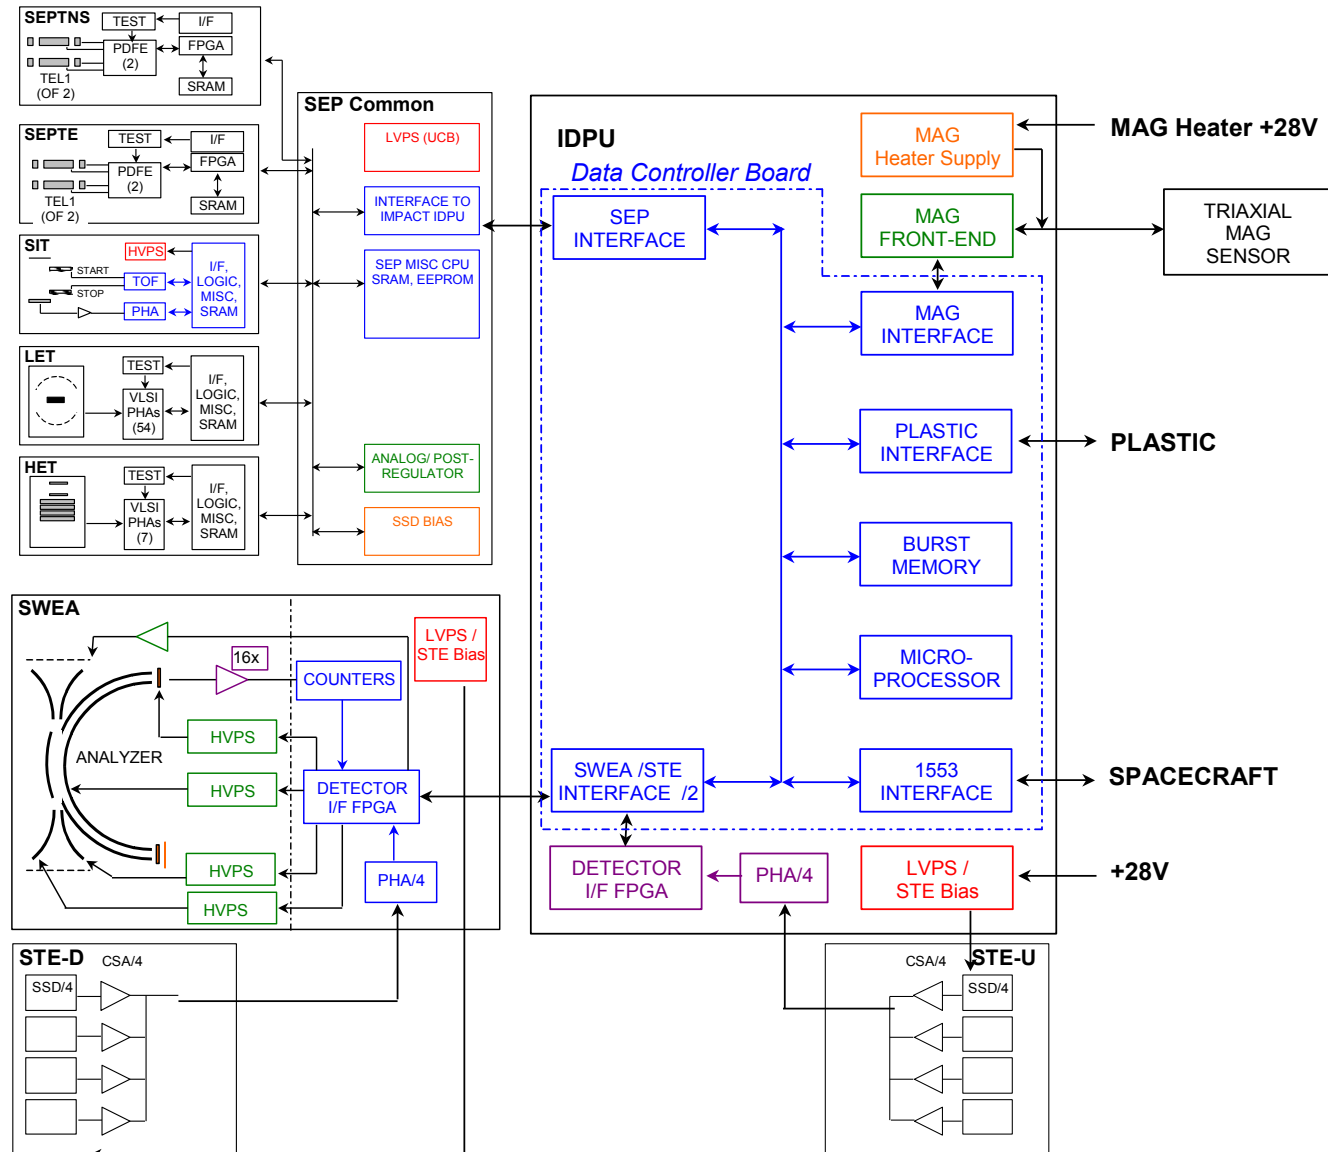 SEPTNS
TEST
I/F
PDFE
(2)
FPGA
SRAM
TEL1
(OF 2)
SEPTE
TEST
I/F
PDFE
(2)
FPGA
SRAM
TEL1
(OF 2)
SIT
HVPS
START
TOF
STOP
PHA
I/F,
LOGIC,
MISC,
SRAM
LET
TEST
VLSI
PHAs
(54)
I/F,
LOGIC,
MISC,
SRAM
HET
TEST
VLSI
PHAs
(7)
I/F,
LOGIC,
MISC,
SRAM
SEP Common
LVPS (UCB)
INTERFACE TO
IMPACT IDPU
SEP MISC CPU
SRAM, EEPROM
ANALOG/ POST-
REGULATOR
SSD BIAS
IDPU
Data Controller Board
SEP
INTERFACE
MAG
Heater Supply
MAG
FRONT-END
MAG
INTERFACE
PLASTIC
INTERFACE
BURST
MEMORY
MICRO-
PROCESSOR
SWEA /STE
INTERFACE /2
1553
INTERFACE
DETECTOR
I/F FPGA
PHA/4
LVPS /
STE Bias
MAG Heater +28V
TRIAXIAL
MAG
SENSOR
PLASTIC
SPACECRAFT
+28V
SWEA
16x
COUNTERS
LVPS /
STE Bias
HVPS
ANALYZER
HVPS
DETECTOR
I/F FPGA
HVPS
HVPS
PHA/4
STE-D
CSA/4
SSD/4
CSA/4
STE-U
SSD/4